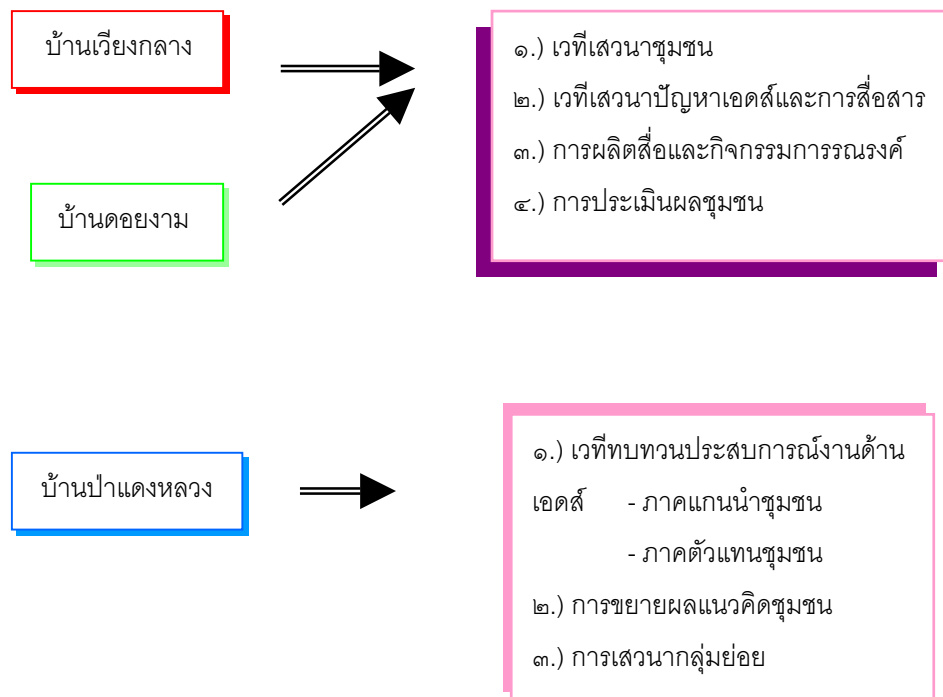 บ้านเวียงกลาง
บ้านดอยงาม
๑.) เวทีเสวนาชุมชน
๒.) เวทีเสวนาปัญหาเอดส์และการสื่อสาร
๓.) การผลิตสื่อและกิจกรรมการรณรงค์
๔.) การประเมินผลชุมชน
บ้านป่าแดงหลวง
๑.) เวทีทบทวนประสบการณ์งานด้าน
เอดส์ - ภาคแกนนำชุมชน
- ภาคตัวแทนชุมชน
๒.) การขยายผลแนวคิดชุมชน
๓.) การเสวนากลุ่มย่อย